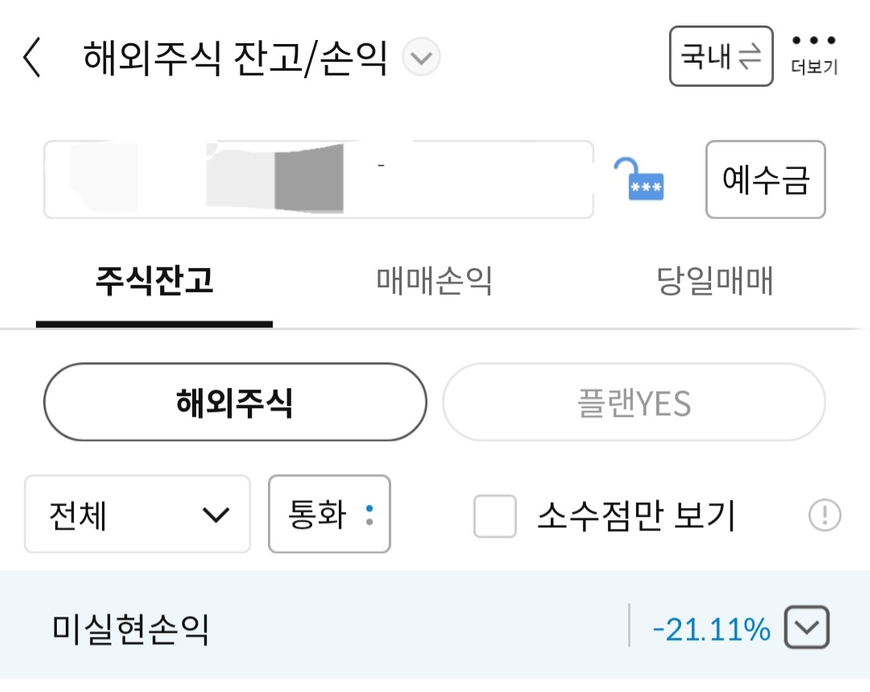 해외주식 잔고/손익
국내
더보기
-
***
예수금
주식잔고 매매손익 당일매매
해외주식 플랜YES
전체 통화 소수점만 보기
미실현손익 -21.11%